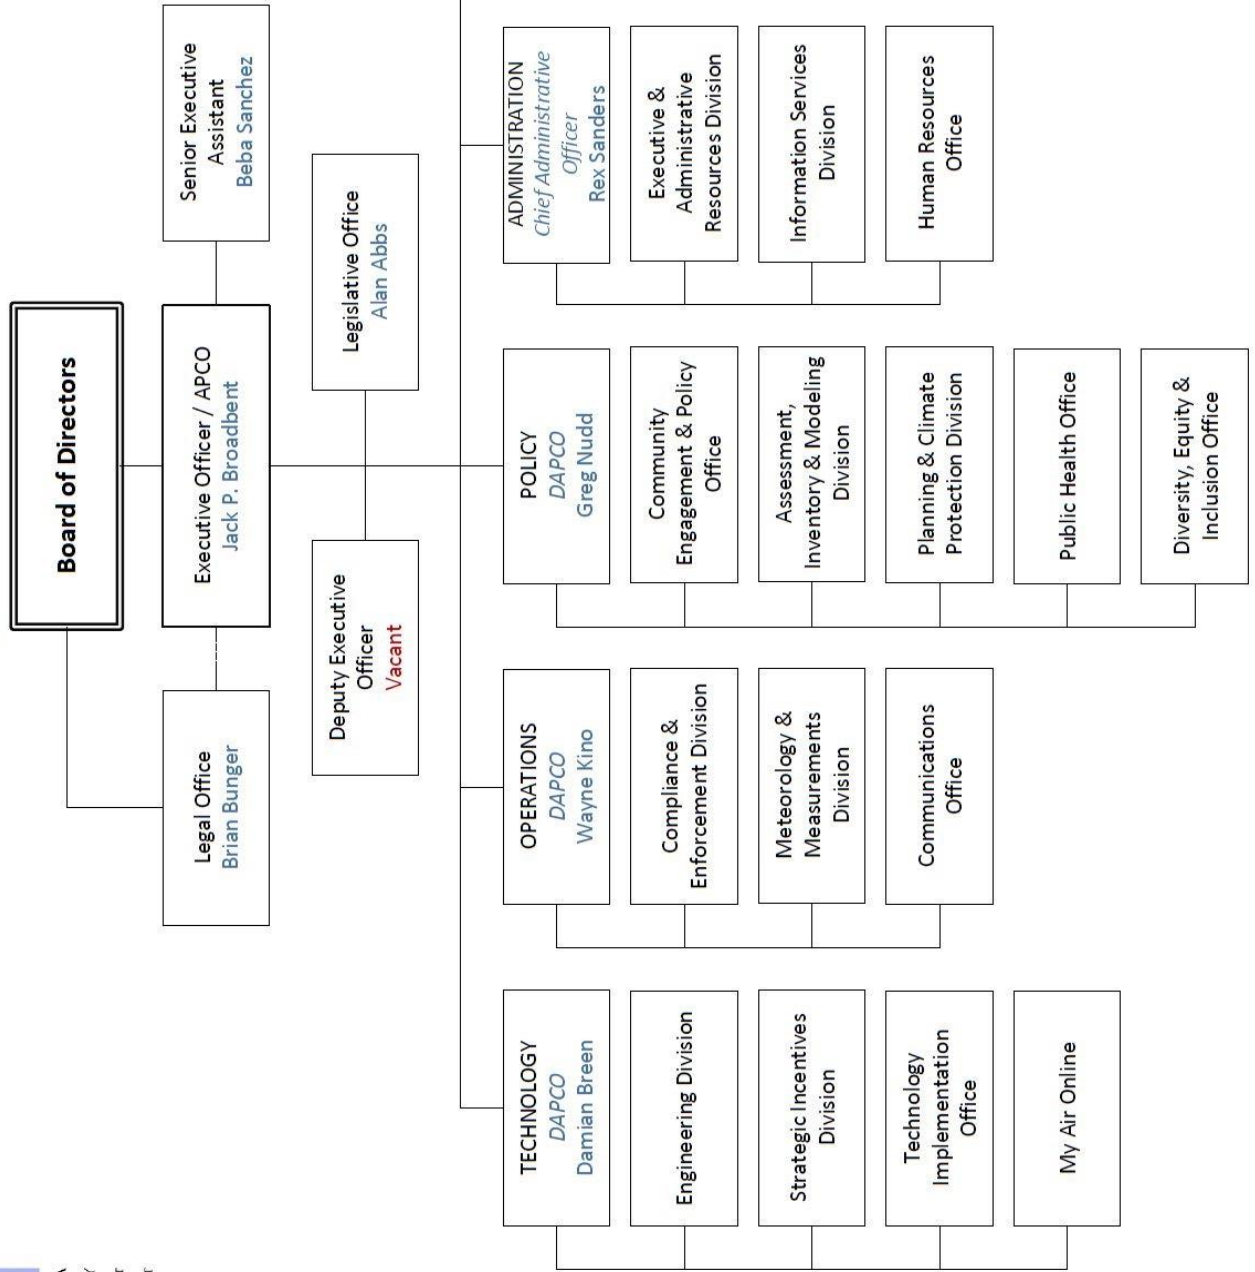 Board of Directors
Legal Office
Brian Bunger
Executive Officer / APCO
Jack P. Broadbent
Senior Executive
Assistant
Beba Sanchez
Deputy Executive
Officer
Vacant
Legislative Office
Alan Abbs
TECHNOLOGY
DAPCO
Damian Breen
Engineering Division
Strategic Incentives
Division
Technology
Implementation
Office
My Air Online
OPERATIONS
DAPCO
Wayne Kino
Compliance &
Enforcement Division
Meteorology &
Measurements
Division
Communications
Office
POLICY
DAPCO
Greg Nudd
Community
Engagement & Policy
Office
Assessment,
Inventory & Modeling
Division
Planning & Climate
Protection Division
Public Health Office
Diversity, Equity &
Inclusion Office
ADMINISTRATION
Chief Administrative
Officer
Rex Sanders
Executive &
Administrative
Resources Division
Information Services
Division
Human Resources
Office